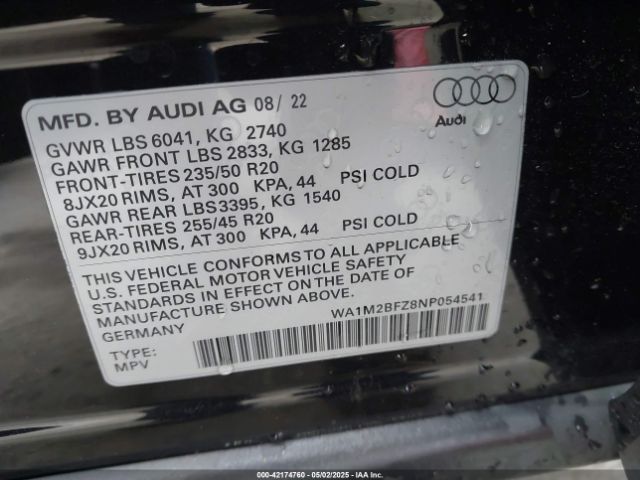 MFD. BY AUDI AG 08/ 22
Audi
GVWR LBS 6041, KG 2740
GAWR FRONT LBS 2833, KG 1285
FRONT-TIRES 235/50 R20
8JX20 RIMS, AT 300 KPA, 44 PSI COLD
GAWR REAR LBS3395, KG 1540
REAR-TIRES 255/45 R20
9JX20 RIMS, AT 300 KPA, 44 PSI COLD
THIS VEHICLE CONFORMS TO ALL APPLICABLE
U.S. FEDERAL MOTOR VEHICLE SAFETY
STANDARDS IN EFFECT ON THE DATE OF
MANUFACTURE SHOWN ABOVE.
GERMANY
WA1M2BFZ8NP054541
TYPE:
MPV
000-42174760 - 05/02/2025 - IAAI.COM